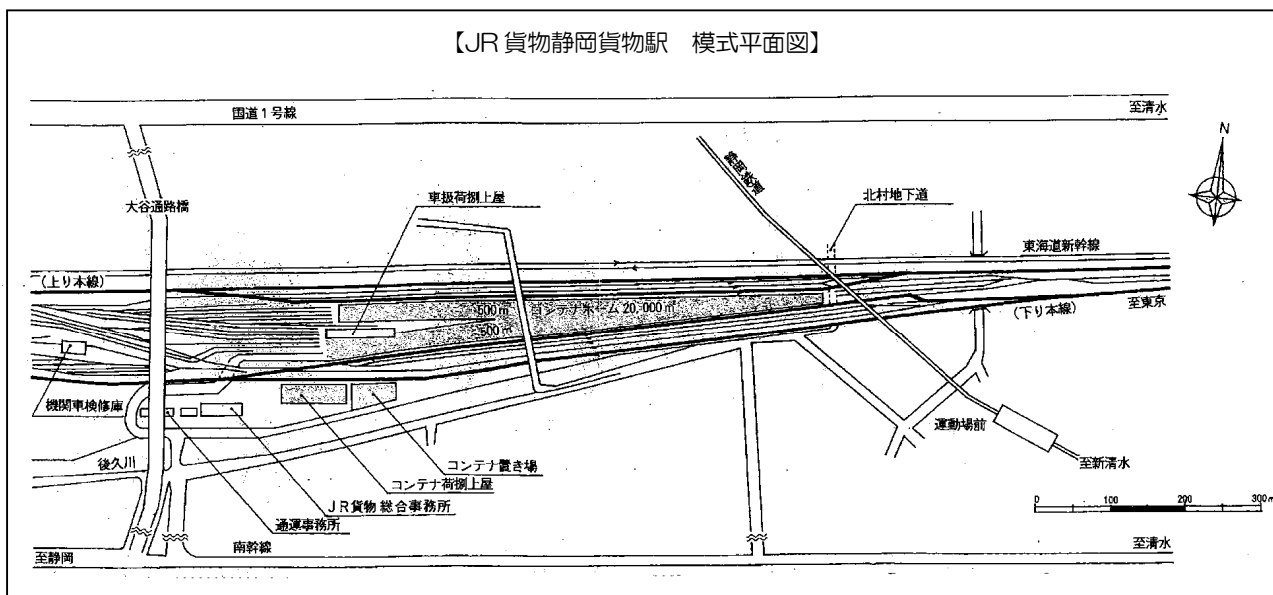 【JR貨物静岡貨物駅　模式平面図】
国道1号線
至清水
N
大谷通路橋
車扱荷捌上屋
北村地下道
東海道新幹線
(上り本線)
500m
コンテナホーム 20,000㎡
500m
(下り本線)
至東京
機関車検修庫
運動場前
後久川
コンテナ置き場
至新清水
コンテナ荷捌上屋
JR貨物 総合事務所
通運事務所
0 100 200 300m
至静岡
南幹線
至清水